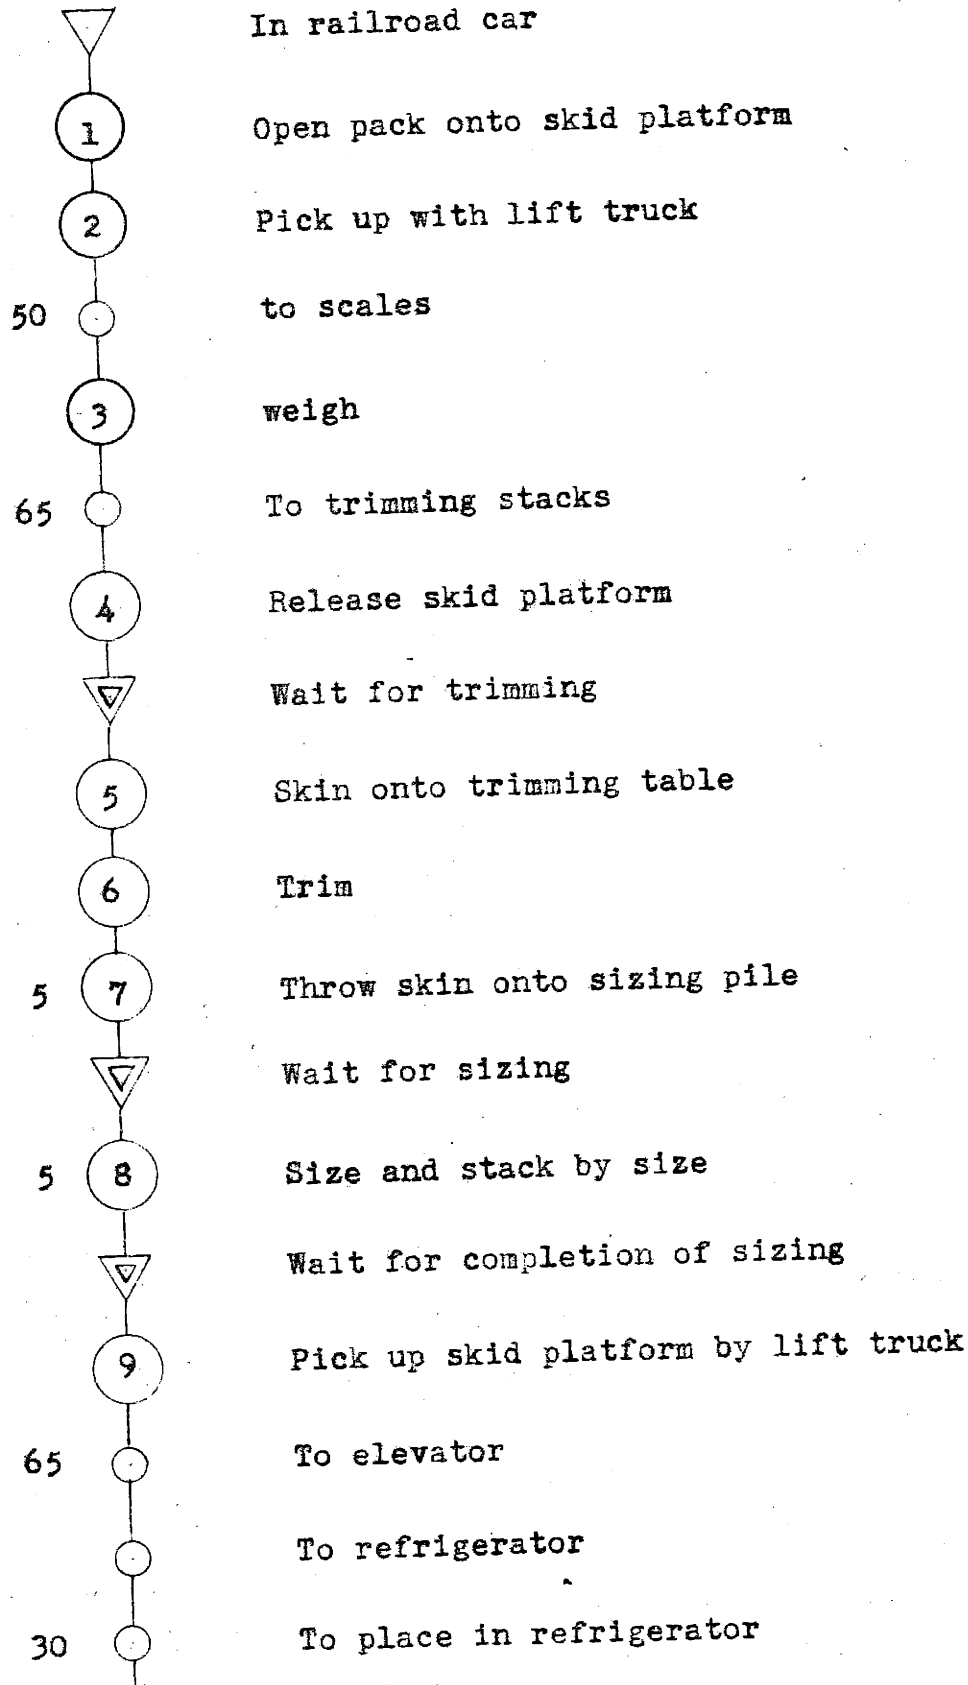 In railroad car
1 Open pack onto skid platform
2 Pick up with lift truck
50 to scales
3 weigh
65 To trimming stacks
4 Release skid platform
Wait for trimming
5 Skin onto trimming table
6 Trim
5 7 Throw skin onto sizing pile
Wait for sizing
5 8 Size and stack by size
Wait for completion of sizing
9 Pick up skid platform by lift truck
65 To elevator
To refrigerator
30 To place in refrigerator